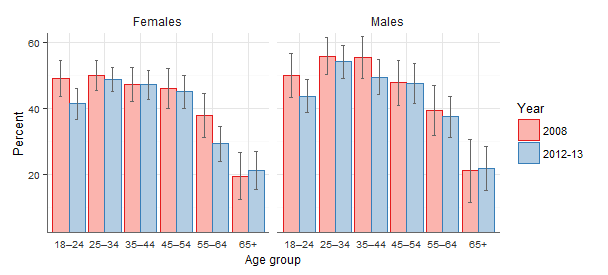 Females Males
Percent
60
40
20
18–24 25–34 35–44 45–54 55–64 65+ 18–24 25–34 35–44 45–54 55–64 65+
Age group
Year
2008
2012-13